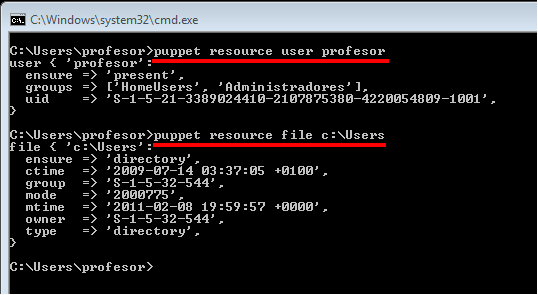 C:\Windows\system32\cmd.exe
C:\Users\profesor>puppet resource user profesor
user { 'profesor':
  ensure => 'present',
  groups => ['HomeUsers', 'Administradores'],
  uid    => 'S-1-5-21-3389024410-2107875380-4220054809-1001',
}
C:\Users\profesor>puppet resource file c:\Users
file { 'c:\Users':
  ensure => 'directory',
  ctime  => '2009-07-14 03:37:05 +0100',
  group  => 'S-1-5-32-544',
  mode   => '2000775',
  mtime  => '2011-02-08 19:59:57 +0000',
  owner  => 'S-1-5-32-544',
  type   => 'directory',
}
C:\Users\profesor>